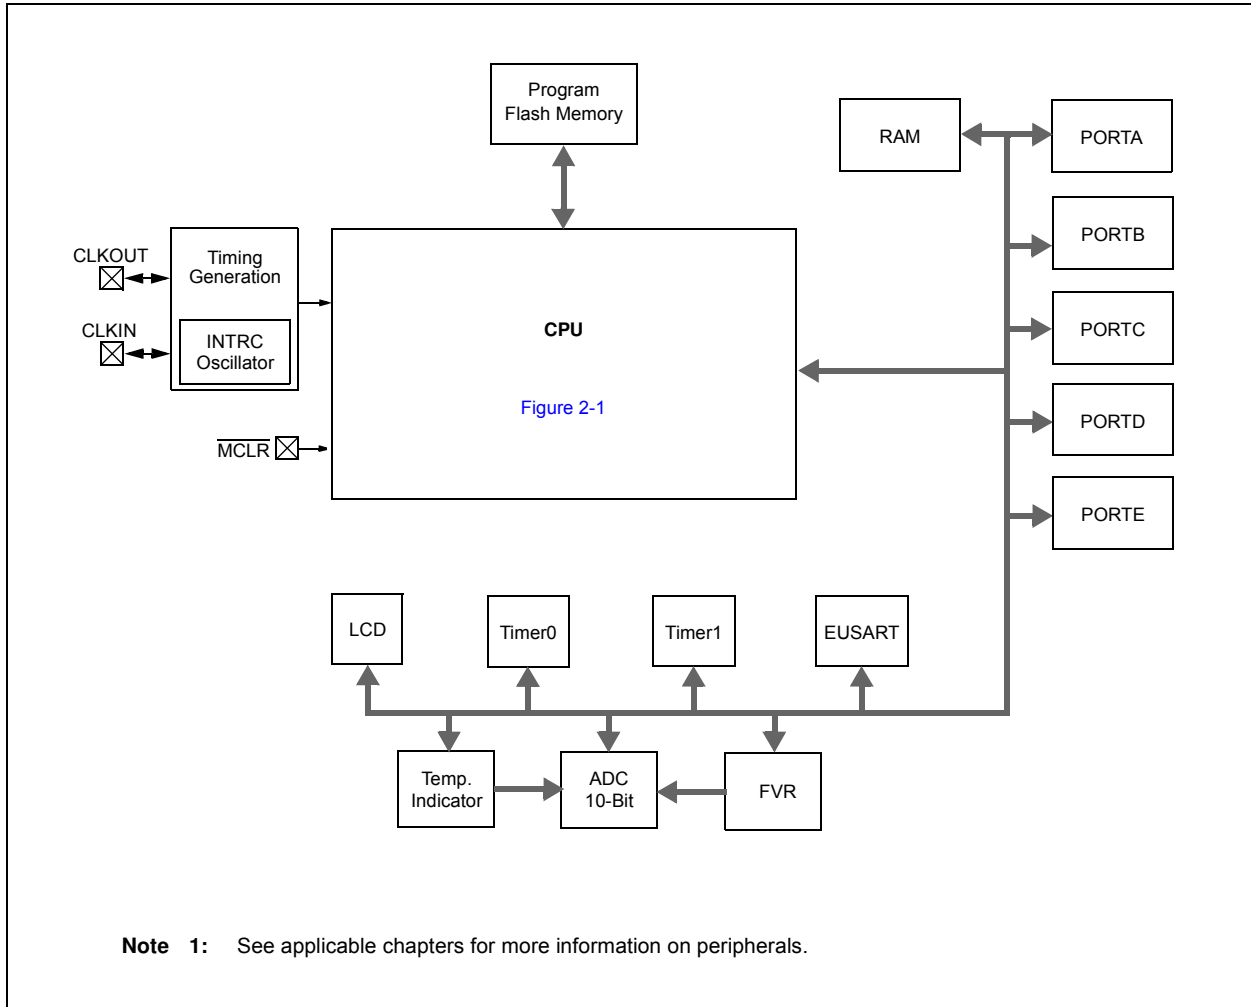 Program
Flash Memory
RAM
PORTA
PORTB
PORTC
PORTD
PORTE
CLKOUT
CLKIN
Timing
Generation
INTRC
Oscillator
MCLR
CPU
Figure 2-1
LCD
Timer0
Timer1
EUSART
Temp.
Indicator
ADC
10-Bit
FVR
Note 1: See applicable chapters for more information on peripherals.